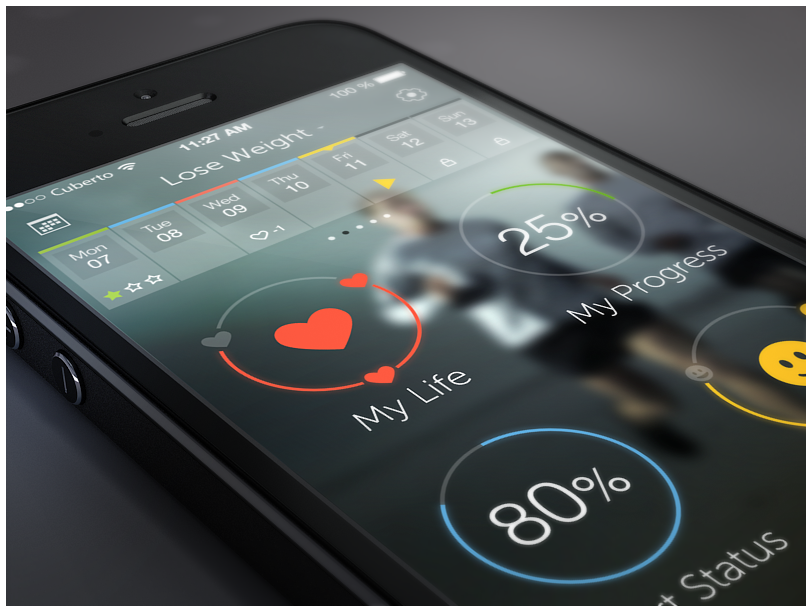 Cuberto
11:27 AM
100 %
Lose Weight
Mon 07
Tue 08
Wed 09
Thu 10
Fri 11
Sat 12
Sun 13
-1
25%
My Progress
My Life
80%
Status